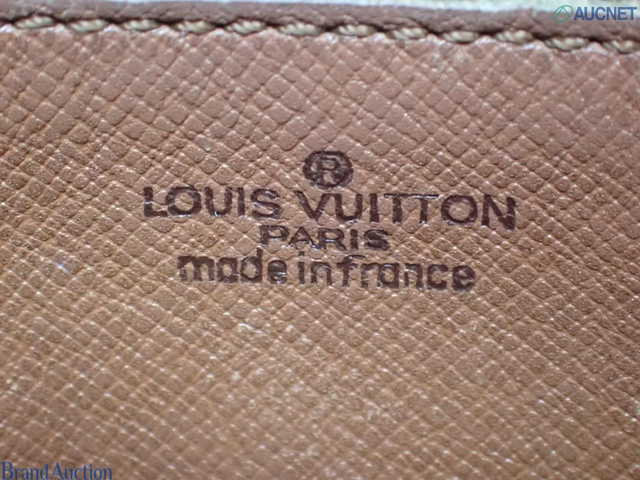 AUCNET
®
LOUIS VUITTON
PARIS
made in france
BrandAuction